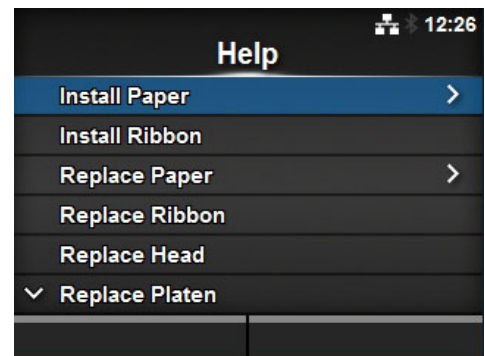 12:26
Help
Install Paper
Install Ribbon
Replace Paper
Replace Ribbon
Replace Head
Replace Platen